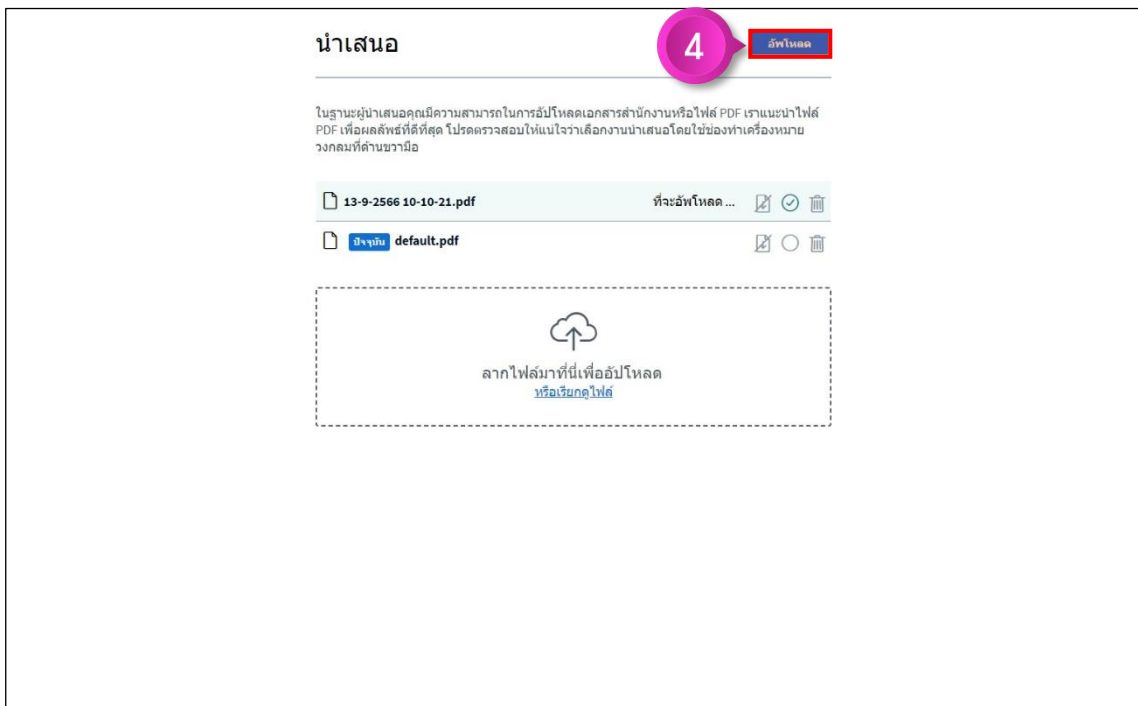 นำเสนอ
4
อัพโหลด
ในฐานะผู้นำเสนอคุณมีความสามารถในการอัปโหลดเอกสารสำนักงานหรือไฟล์ PDF เราแนะนำไฟล์
PDF เพื่อผลลัพธ์ที่ดีที่สุด โปรดตรวจสอบให้แน่ใจว่าเลือกงานนำเสนอโดยใช้ช่องทำเครื่องหมาย
วงกลมที่ด้านขวามือ
13-9-2566 10-10-21.pdf ที่จะอัพโหลด ...
ปัจจุบัน default.pdf
ลากไฟล์มาที่นี่เพื่ออัปโหลด
หรือเรียกดูไฟล์